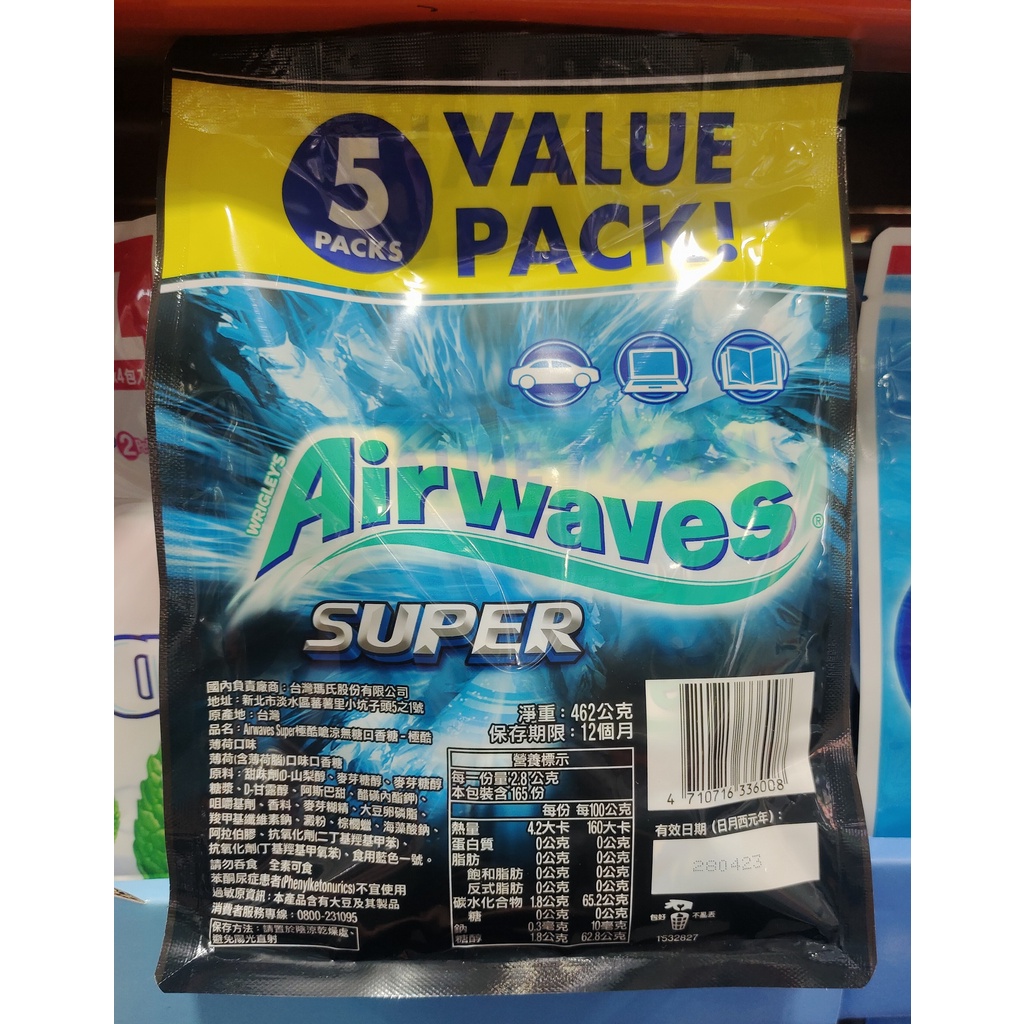 5
PACKS
VALUE
PACK!
WRIGLEY'S
Airwaves®
SUPER
國內負責廠商：台灣瑪氏股份有限公司
地址：新北市淡水區蕃薯里小坑子頭5之1號
原產地：台灣
品名：Airwaves Super極酷嗆涼無糖口香糖－極酷
薄荷口味
薄荷(含薄荷腦)口味口香糖
原料：甜味劑(D-山梨醇、麥芽糖醇、麥芽糖醇
糖漿、D-甘露醇、阿斯巴甜、醋磺內酯鉀)、
咀嚼基劑、香料、麥芽糊精、大豆卵磷脂、
羧甲基纖維素鈉、澱粉、棕櫚蠟、海藻酸鈉、
阿拉伯膠、抗氧化劑(二丁基羥基甲苯)、
抗氧化劑(丁基羥基甲氧苯)、食用藍色一號。
請勿吞食 全素可食
苯酮尿症患者(Phenylketonurics)不宜使用
過敏原資訊：本產品含有大豆及其製品
消費者服務專線：0800-231095
保存方法：請置於陰涼乾燥處、
避免陽光直射
淨重：462公克
保存期限：12個月
營養標示
每一份量2.8公克
本包裝含165份
每份 每100公克
熱量 4.2大卡 160大卡
蛋白質 0公克 0公克
脂肪 0公克 0公克
飽和脂肪 0公克 0公克
反式脂肪 0公克 0公克
碳水化合物 1.8公克 65.2公克
糖 0公克 0公克
鈉 0.3毫克 10毫克
糖醇 1.8公克 62.8公克
4 710716 336008
有效日期（日月西元年）：
280423
包好 不亂丟
1532827